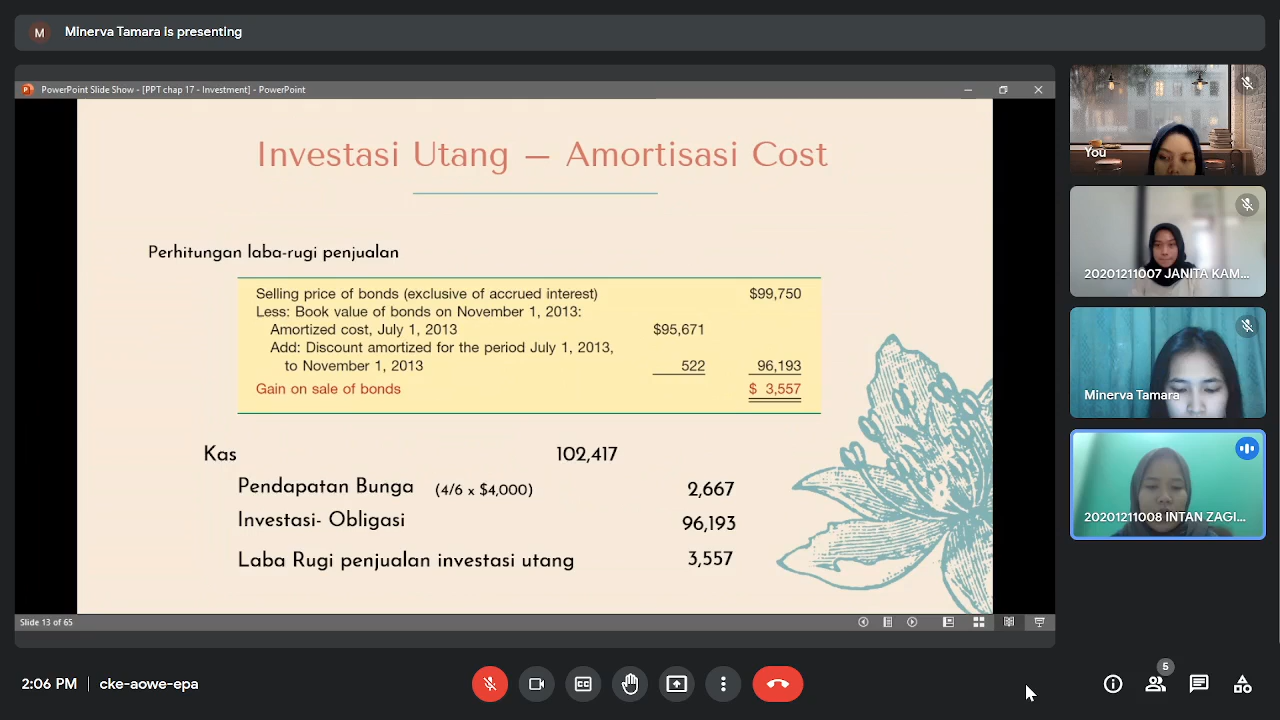 M
Minerva Tamara is presenting
PowerPoint Slide Show - [PPT chap 17 - Investment] - PowerPoint
Investasi Utang – Amortisasi Cost
Perhitungan laba-rugi penjualan
Selling price of bonds (exclusive of accrued interest) $99,750
Less: Book value of bonds on November 1, 2013:
Amortized cost, July 1, 2013 $95,671
Add: Discount amortized for the period July 1, 2013,
to November 1, 2013 522 96,193
Gain on sale of bonds $ 3,557
Kas 102,417
Pendapatan Bunga (4/6 x $4,000) 2,667
Investasi- Obligasi 96,193
Laba Rugi penjualan investasi utang 3,557
Slide 13 of 65
You
20201211007 JANITA KAM...
Minerva Tamara
20201211008 INTAN ZAGI...
2:06 PM | cke-aowe-epa
CC
5